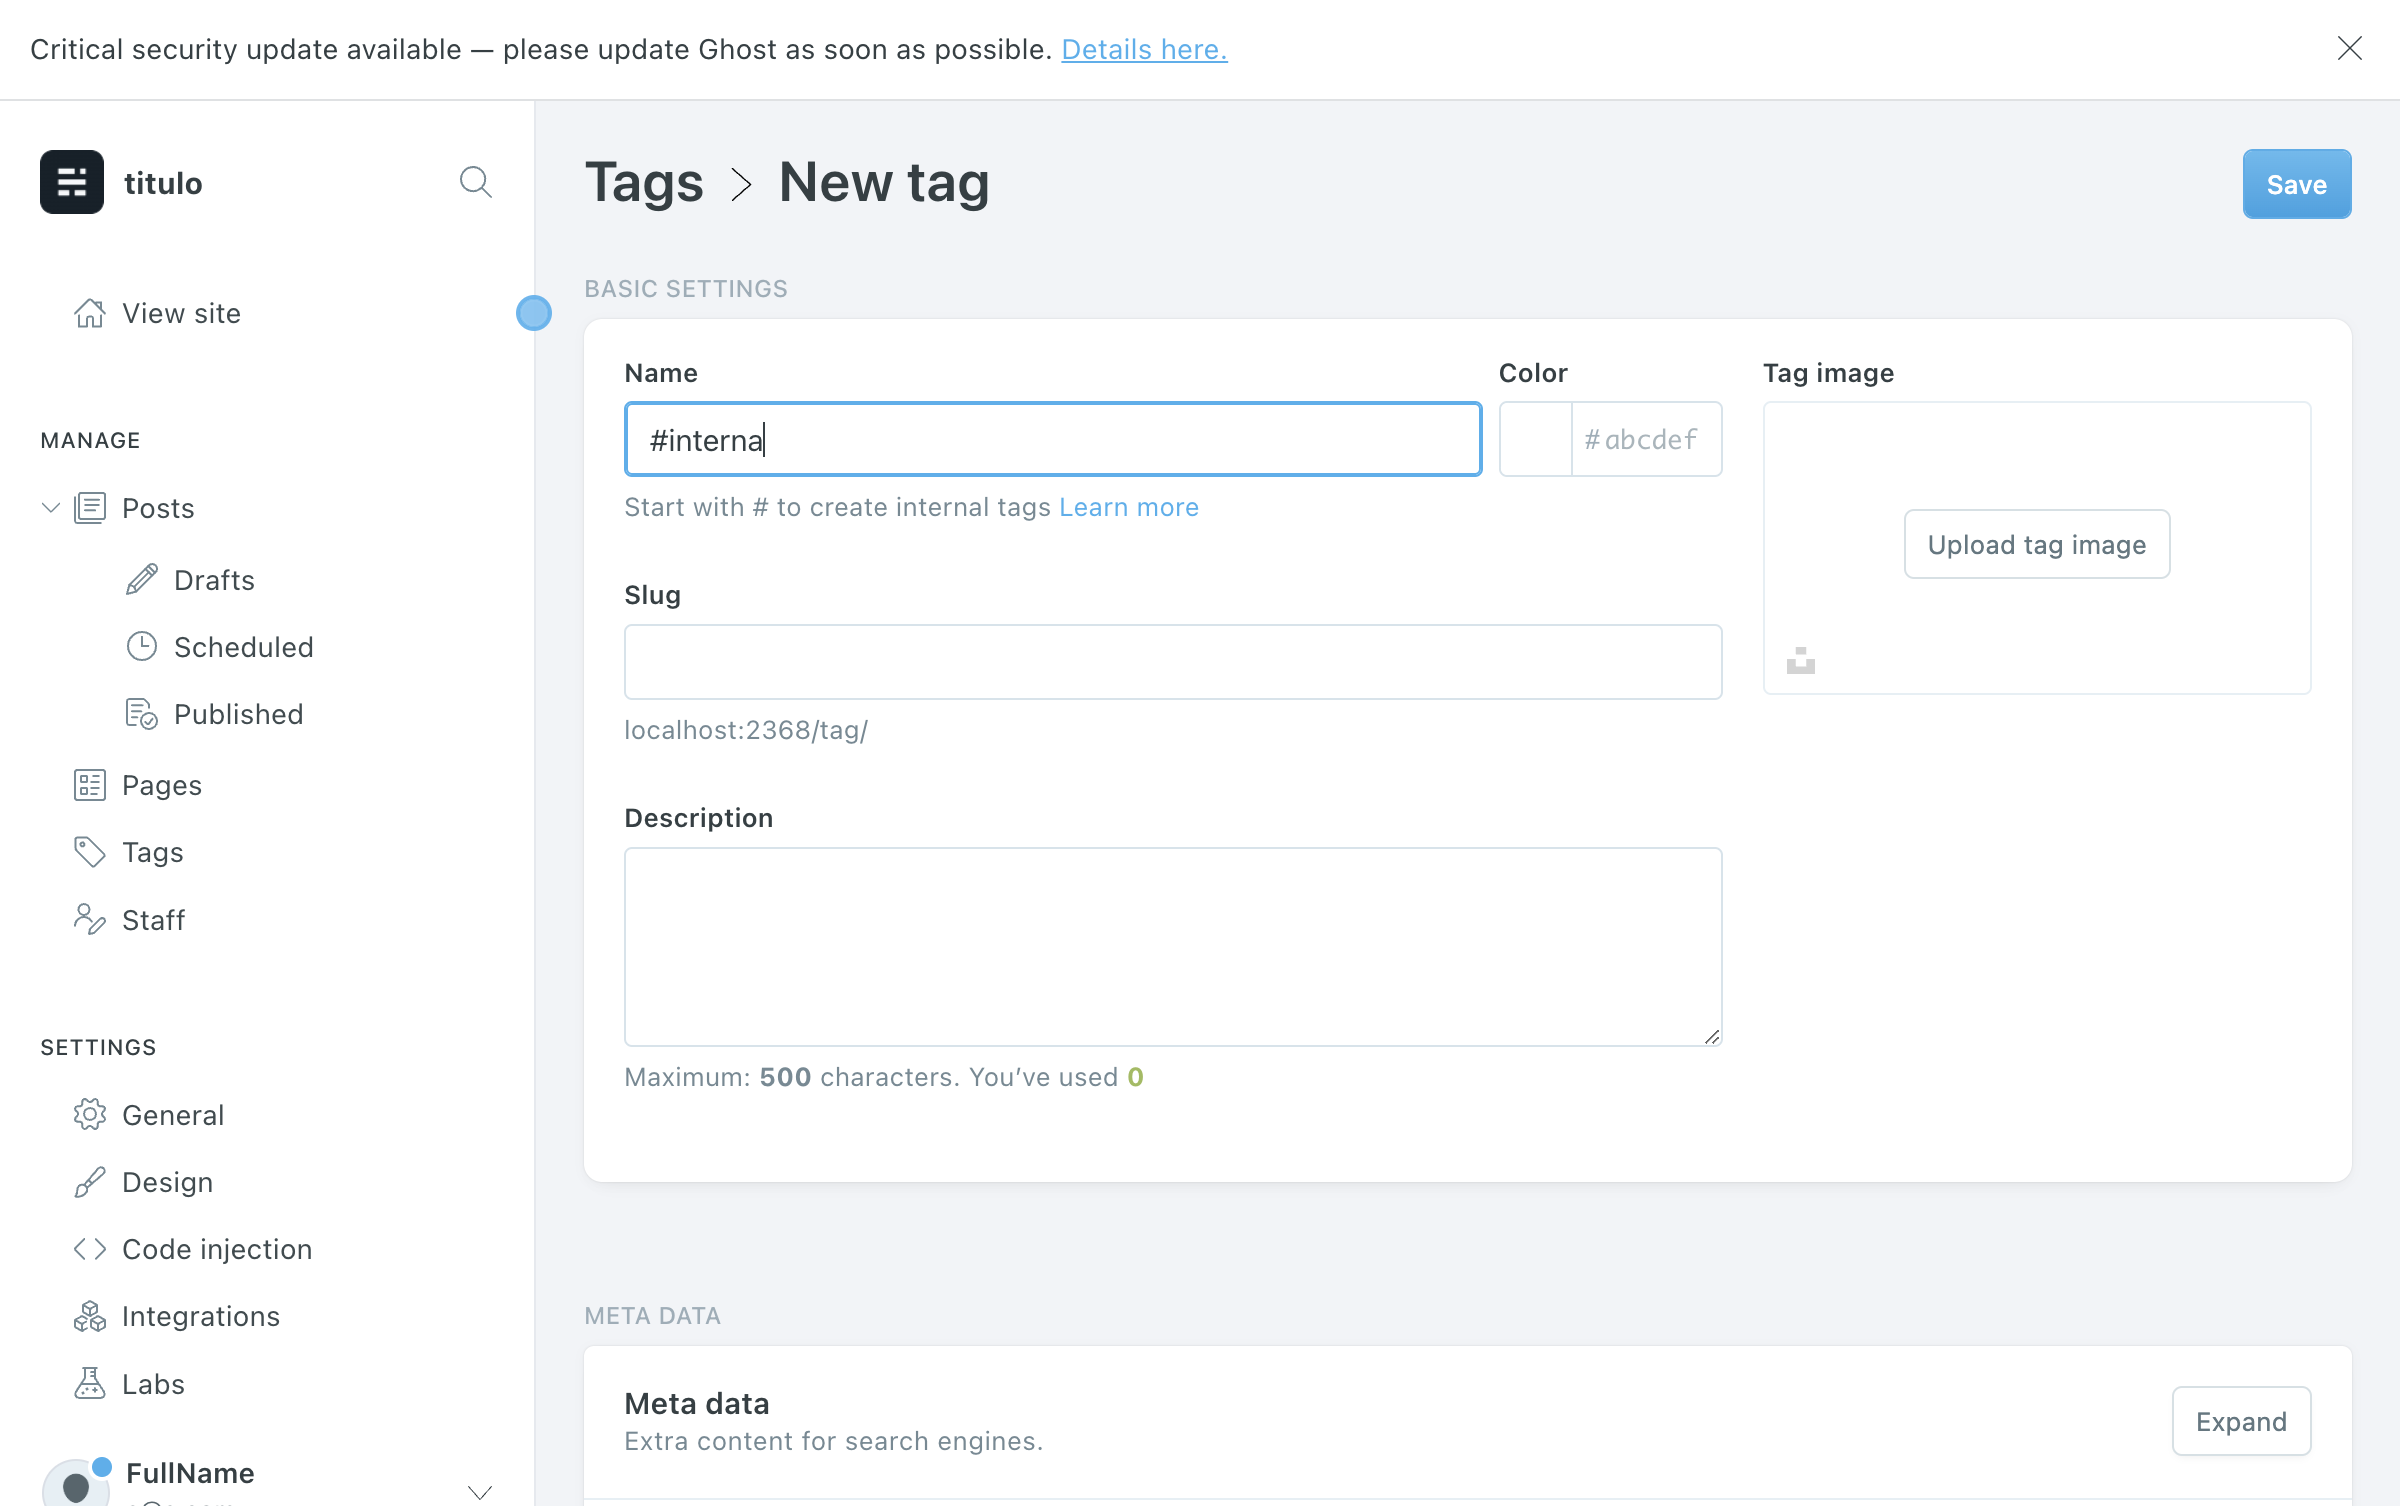 Critical security update available — please update Ghost as soon as possible. Details here.
titulo
View site
MANAGE
Posts
Drafts
Scheduled
Published
Pages
Tags
Staff
SETTINGS
General
Design
Code injection
Integrations
Labs
FullName
Tags > New tag
Save
BASIC SETTINGS
Name
#interna
Start with # to create internal tags Learn more
Color
#abcdef
Tag image
Upload tag image
Slug
localhost:2368/tag/
Description
Maximum: 500 characters. You’ve used 0
META DATA
Meta data
Extra content for search engines.
Expand